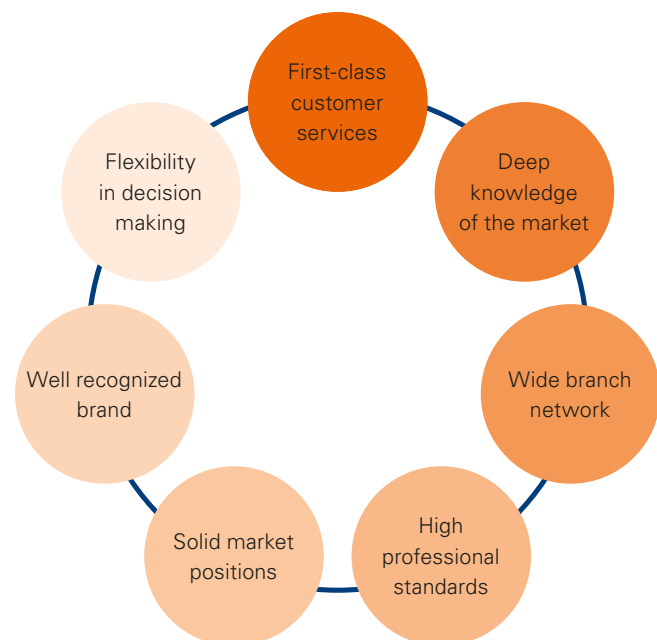 First-class
customer
services
Deep
knowledge
of the market
Wide branch
network
High
professional
standards
Solid market
positions
Well recognized
brand
Flexibility
in decision
making